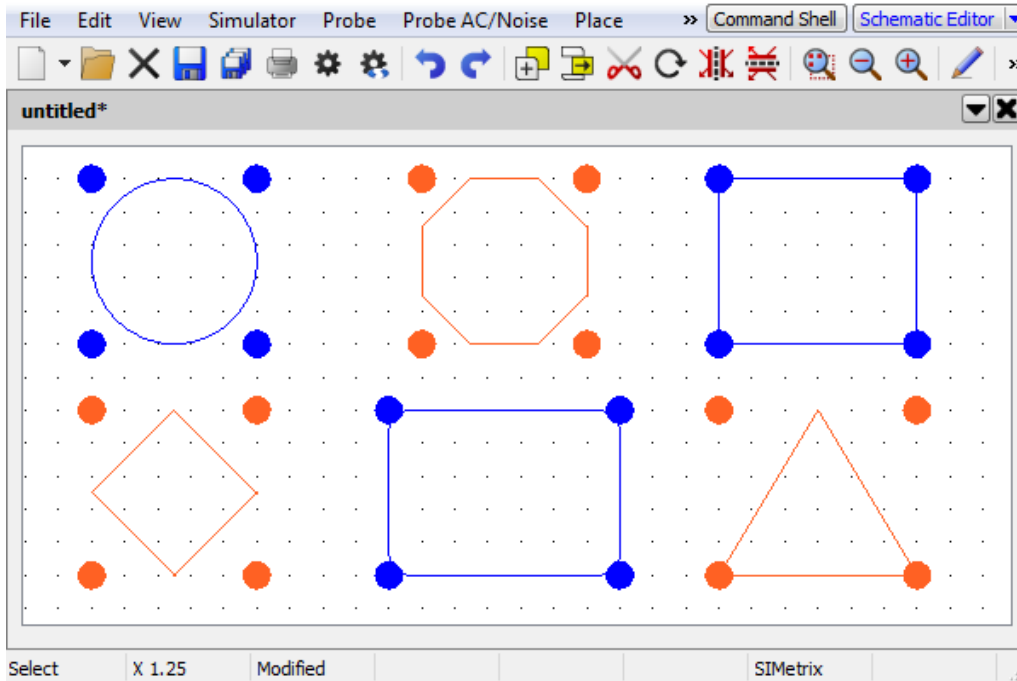 File Edit View Simulator Probe Probe AC/Noise Place » Command Shell Schematic Editor
»
untitled*
Select X 1.25 Modified SIMetrix